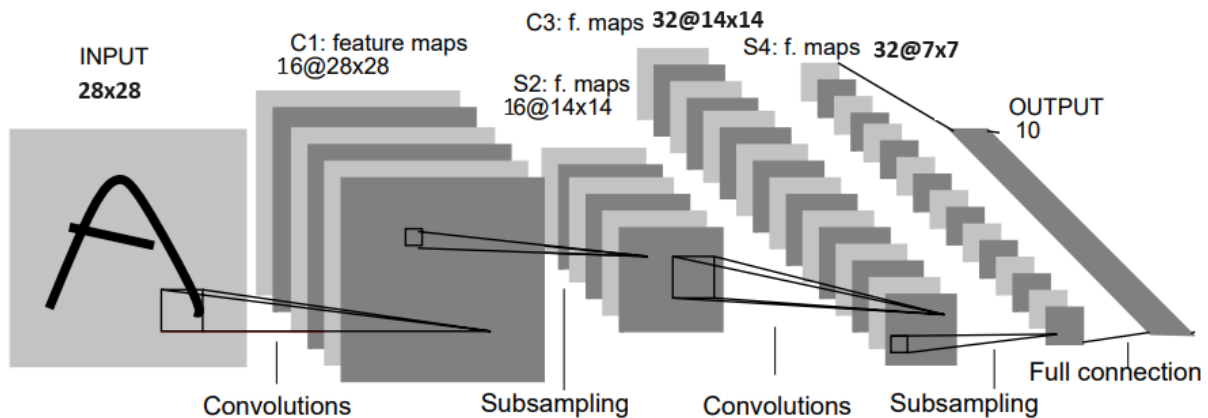 INPUT
28x28
C1: feature maps
16@28x28
C3: f. maps 32@14x14
S2: f. maps
16@14x14
S4: f. maps 32@7x7
OUTPUT
10
Convolutions
Subsampling
Convolutions
Subsampling
Full connection
A